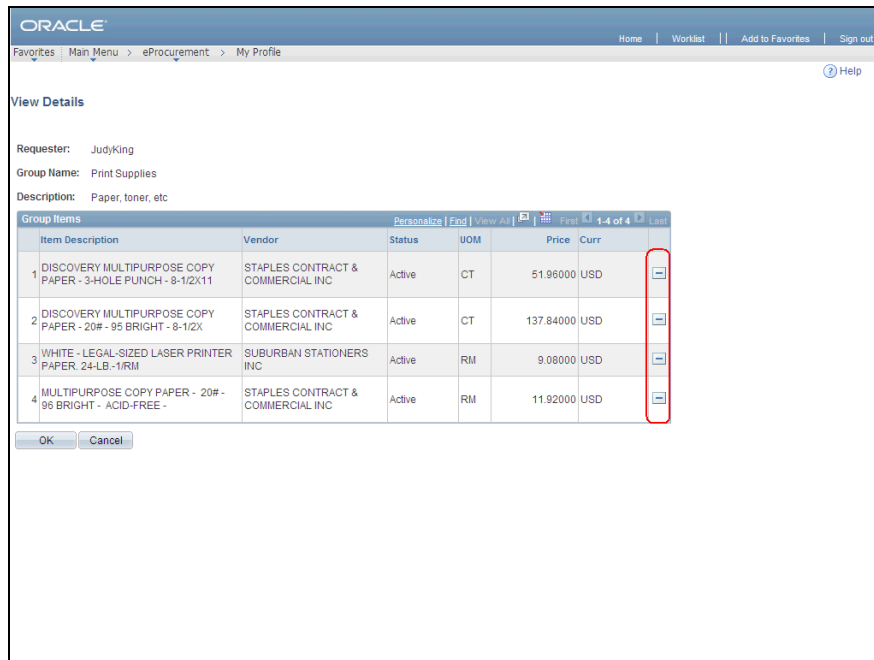 ORACLE
Home | Worklist || Add to Favorites | Sign out
Favorites | Main Menu > eProcurement > My Profile
? Help
View Details
Requester: JudyKing
Group Name: Print Supplies
Description: Paper, toner, etc
Group Items Personalize | Find | View All | | First 1-4 of 4 Last
Item Description Vendor Status UOM Price Curr
1 DISCOVERY MULTIPURPOSE COPY PAPER - 3-HOLE PUNCH - 8-1/2X11 STAPLES CONTRACT & COMMERCIAL INC Active CT 51.96000 USD
2 DISCOVERY MULTIPURPOSE COPY PAPER - 20# - 95 BRIGHT - 8-1/2X STAPLES CONTRACT & COMMERCIAL INC Active CT 137.84000 USD
3 WHITE - LEGAL-SIZED LASER PRINTER PAPER. 24-LB.-1/RM SUBURBAN STATIONERS INC Active RM 9.08000 USD
4 MULTIPURPOSE COPY PAPER - 20# - 96 BRIGHT - ACID-FREE - STAPLES CONTRACT & COMMERCIAL INC Active RM 11.92000 USD
OK Cancel